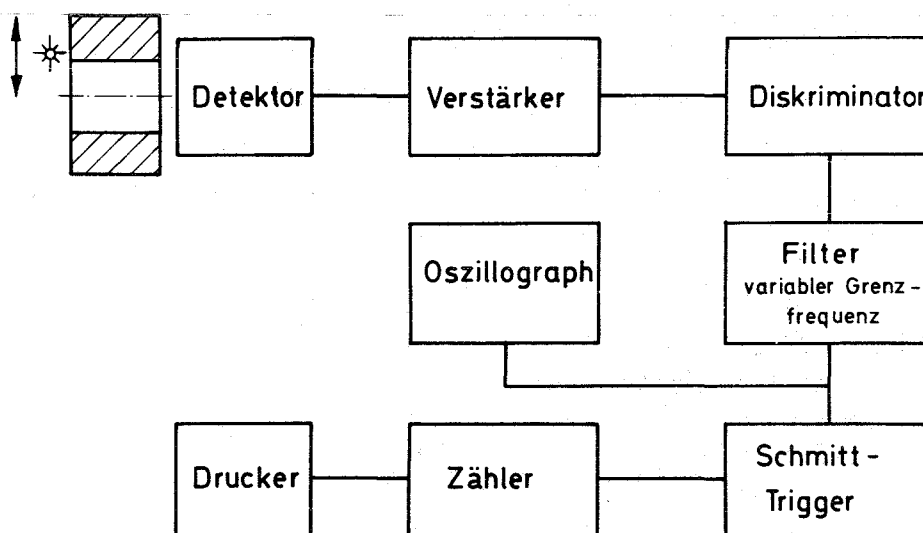 Detektor
Verstärker
Diskriminator
Oszillograph
Filter
variabler Grenz-
frequenz
Drucker
Zähler
Schmitt-
Trigger